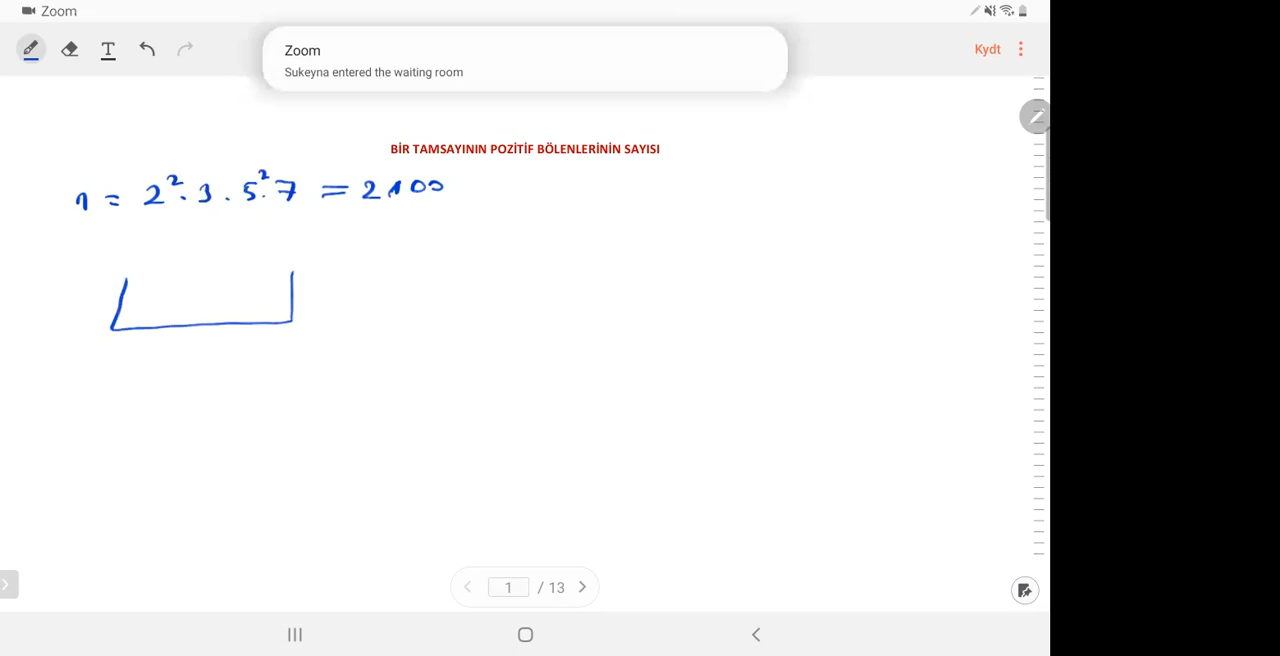 Zoom
Kydt
Zoom
Sukeyna entered the waiting room
BİR TAMSAYININ POZİTİF BÖLENLERİNİN SAYISI
n = 2² . 3 . 5² . 7 = 2100
1 / 13